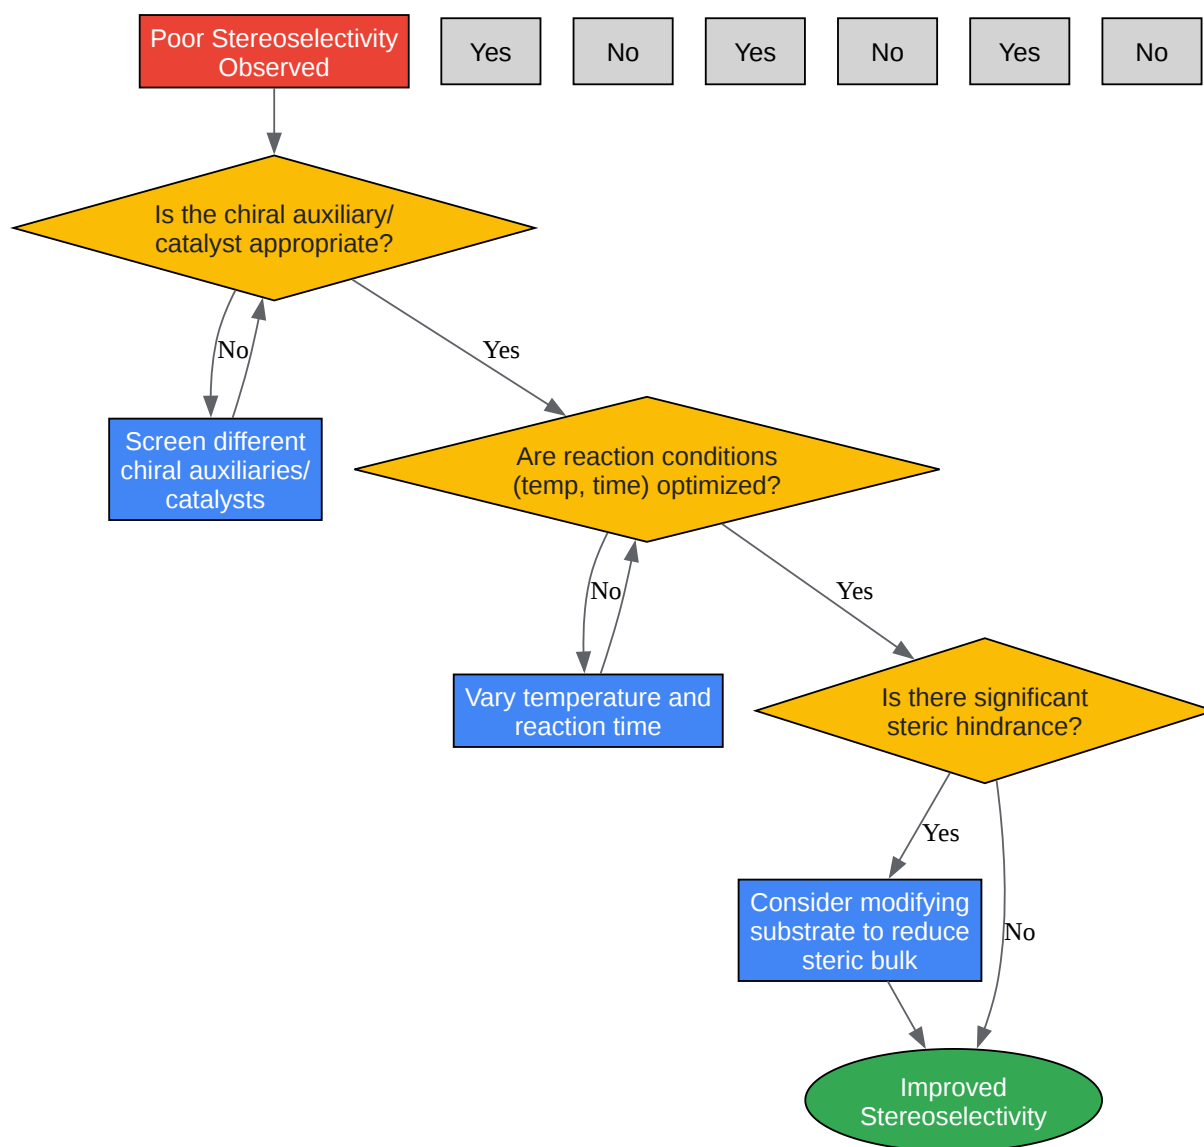 Poor Stereoselectivity
Observed
Yes
No
Yes
No
Yes
No
Is the chiral auxiliary/
catalyst appropriate?
No
Yes
Screen different
chiral auxiliaries/
catalysts
Are reaction conditions
(temp, time) optimized?
No
Yes
Vary temperature and
reaction time
Is there significant
steric hindrance?
Yes
No
Consider modifying
substrate to reduce
steric bulk
Improved
Stereoselectivity